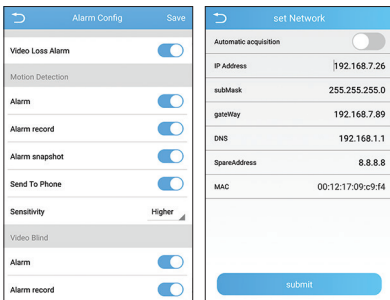 Alarm Config Save
Video Loss Alarm
Motion Detection
Alarm
Alarm record
Alarm snapshot
Send To Phone
Sensitivity Higher
Video Blind
Alarm
Alarm record
set Network
Automatic acquisition
IP Address 192.168.7.26
subMask 255.255.255.0
gateWay 192.168.7.89
DNS 192.168.1.1
SpareAddress 8.8.8.8
MAC 00:12:17:09:c9:f4
submit